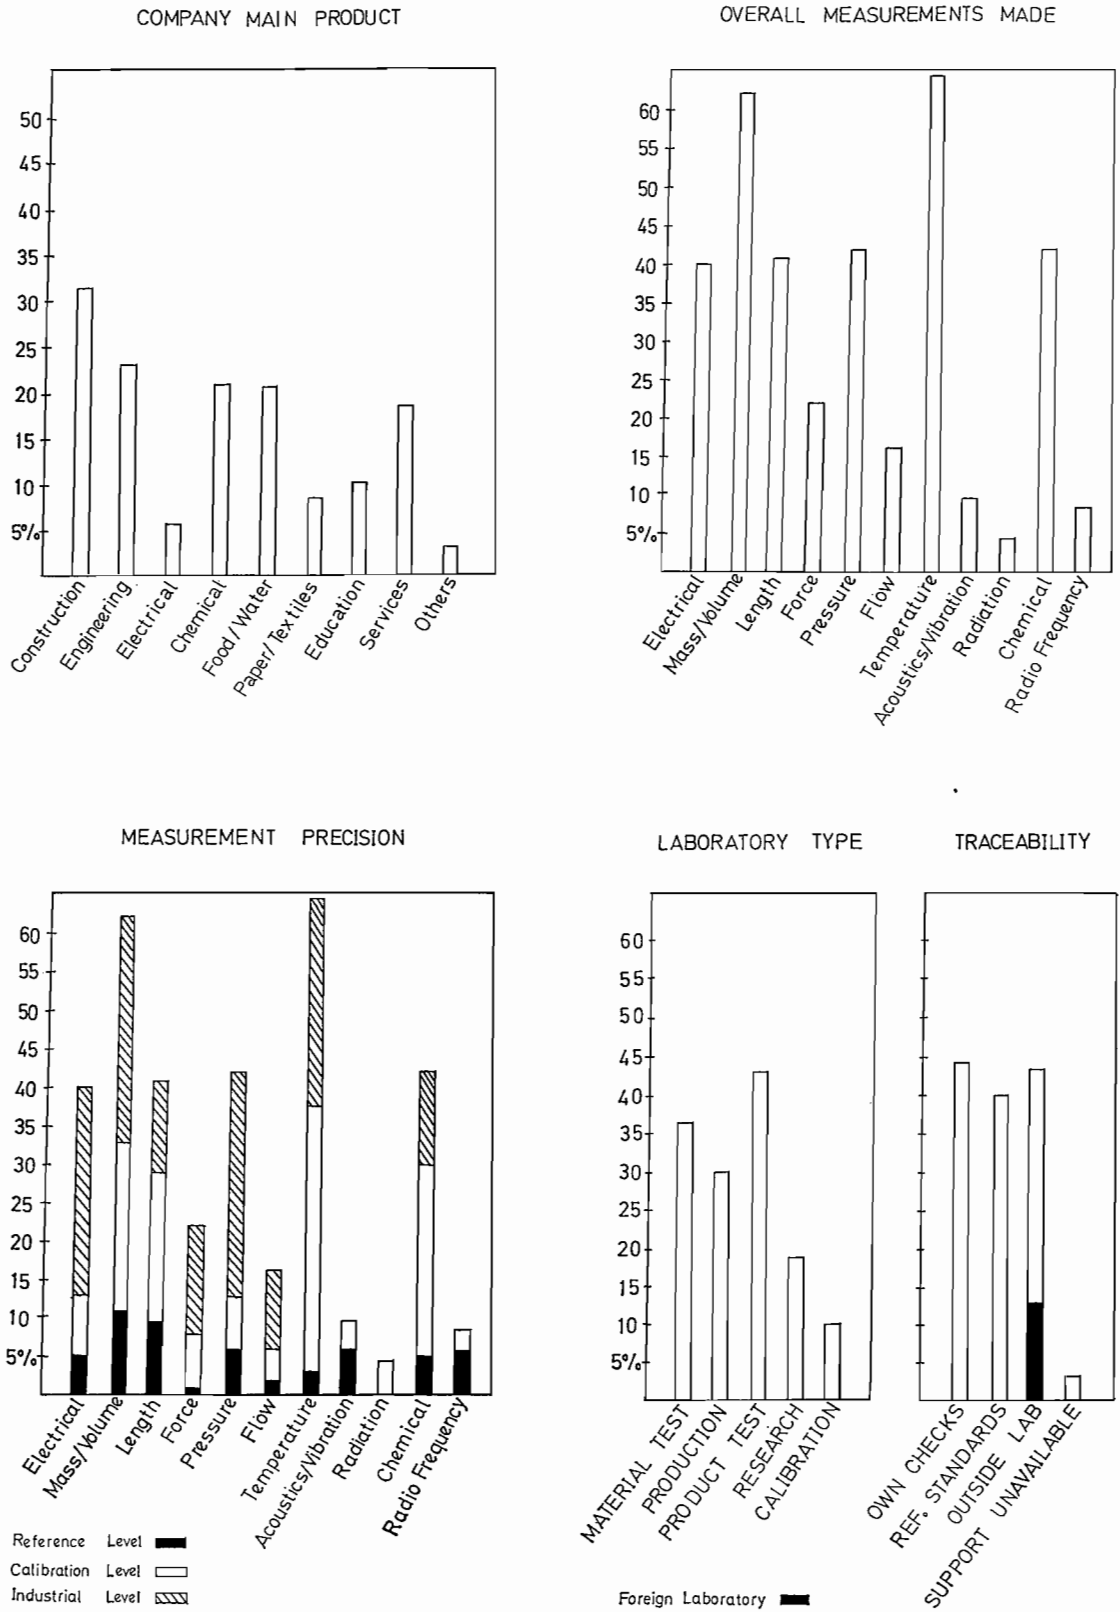 COMPANY MAIN PRODUCT
50
45
40
35
30
25
20
15
10
5%
Construction
Engineering
Electrical
Chemical
Food/Water
Paper/Textiles
Education
Services
Others
OVERALL MEASUREMENTS MADE
60
55
50
45
40
35
30
25
20
15
10
5%
Electrical
Mass/Volume
Length
Force
Pressure
Flow
Temperature
Acoustics/Vibration
Radiation
Chemical
Radio Frequency
MEASUREMENT PRECISION
60
55
50
45
40
35
30
25
20
15
10
5%
Electrical
Mass/Volume
Length
Force
Pressure
Flow
Temperature
Acoustics/Vibration
Radiation
Chemical
Radio Frequency
Reference Level
Calibration Level
Industrial Level
LABORATORY TYPE
60
55
50
45
40
35
30
25
20
15
10
5%
MATERIAL TEST
PRODUCTION
PRODUCT TEST
RESEARCH
CALIBRATION
TRACEABILITY
OWN CHECKS
REF. STANDARDS
OUTSIDE LAB
SUPPORT UNAVAILABLE
Foreign Laboratory